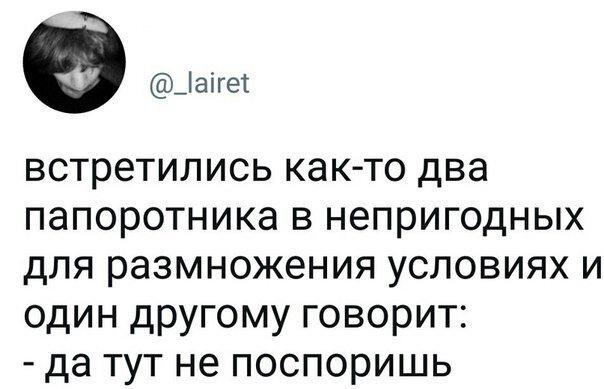 @_lairet
встретились как-то два
папоротника в непригодных
для размножения условиях и
один другому говорит:
- да тут не поспоришь